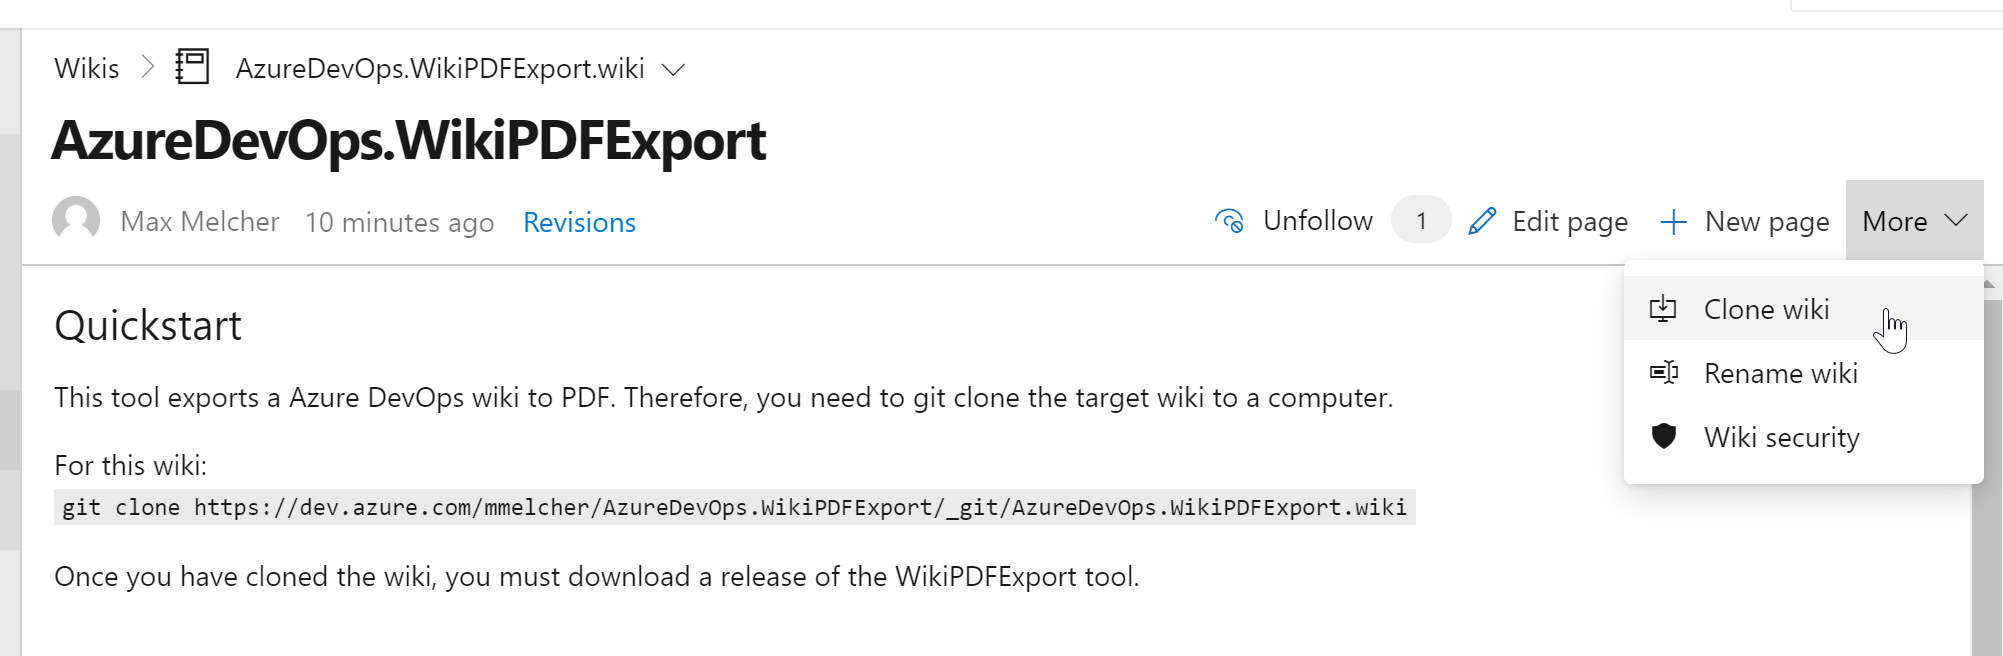 Wikis AzureDevOps.WikiPDFExport.wiki
AzureDevOps.WikiPDFExport
Max Melcher 10 minutes ago Revisions Unfollow 1 Edit page New page More
Clone wiki
Rename wiki
Wiki security
Quickstart
This tool exports a Azure DevOps wiki to PDF. Therefore, you need to git clone the target wiki to a computer.
For this wiki:
git clone https://dev.azure.com/mmelcher/AzureDevOps.WikiPDFExport/_git/AzureDevOps.WikiPDFExport.wiki
Once you have cloned the wiki, you must download a release of the WikiPDFExport tool.